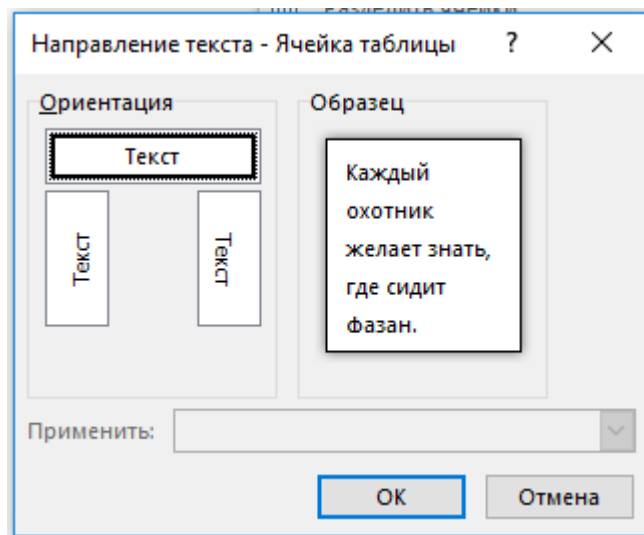 Направление текста - Ячейка таблицы ? ×
Ориентация
Текст
Текст
Текст
Образец
Каждый
охотник
желает знать,
где сидит
фазан.
Применить:
ОК
Отмена